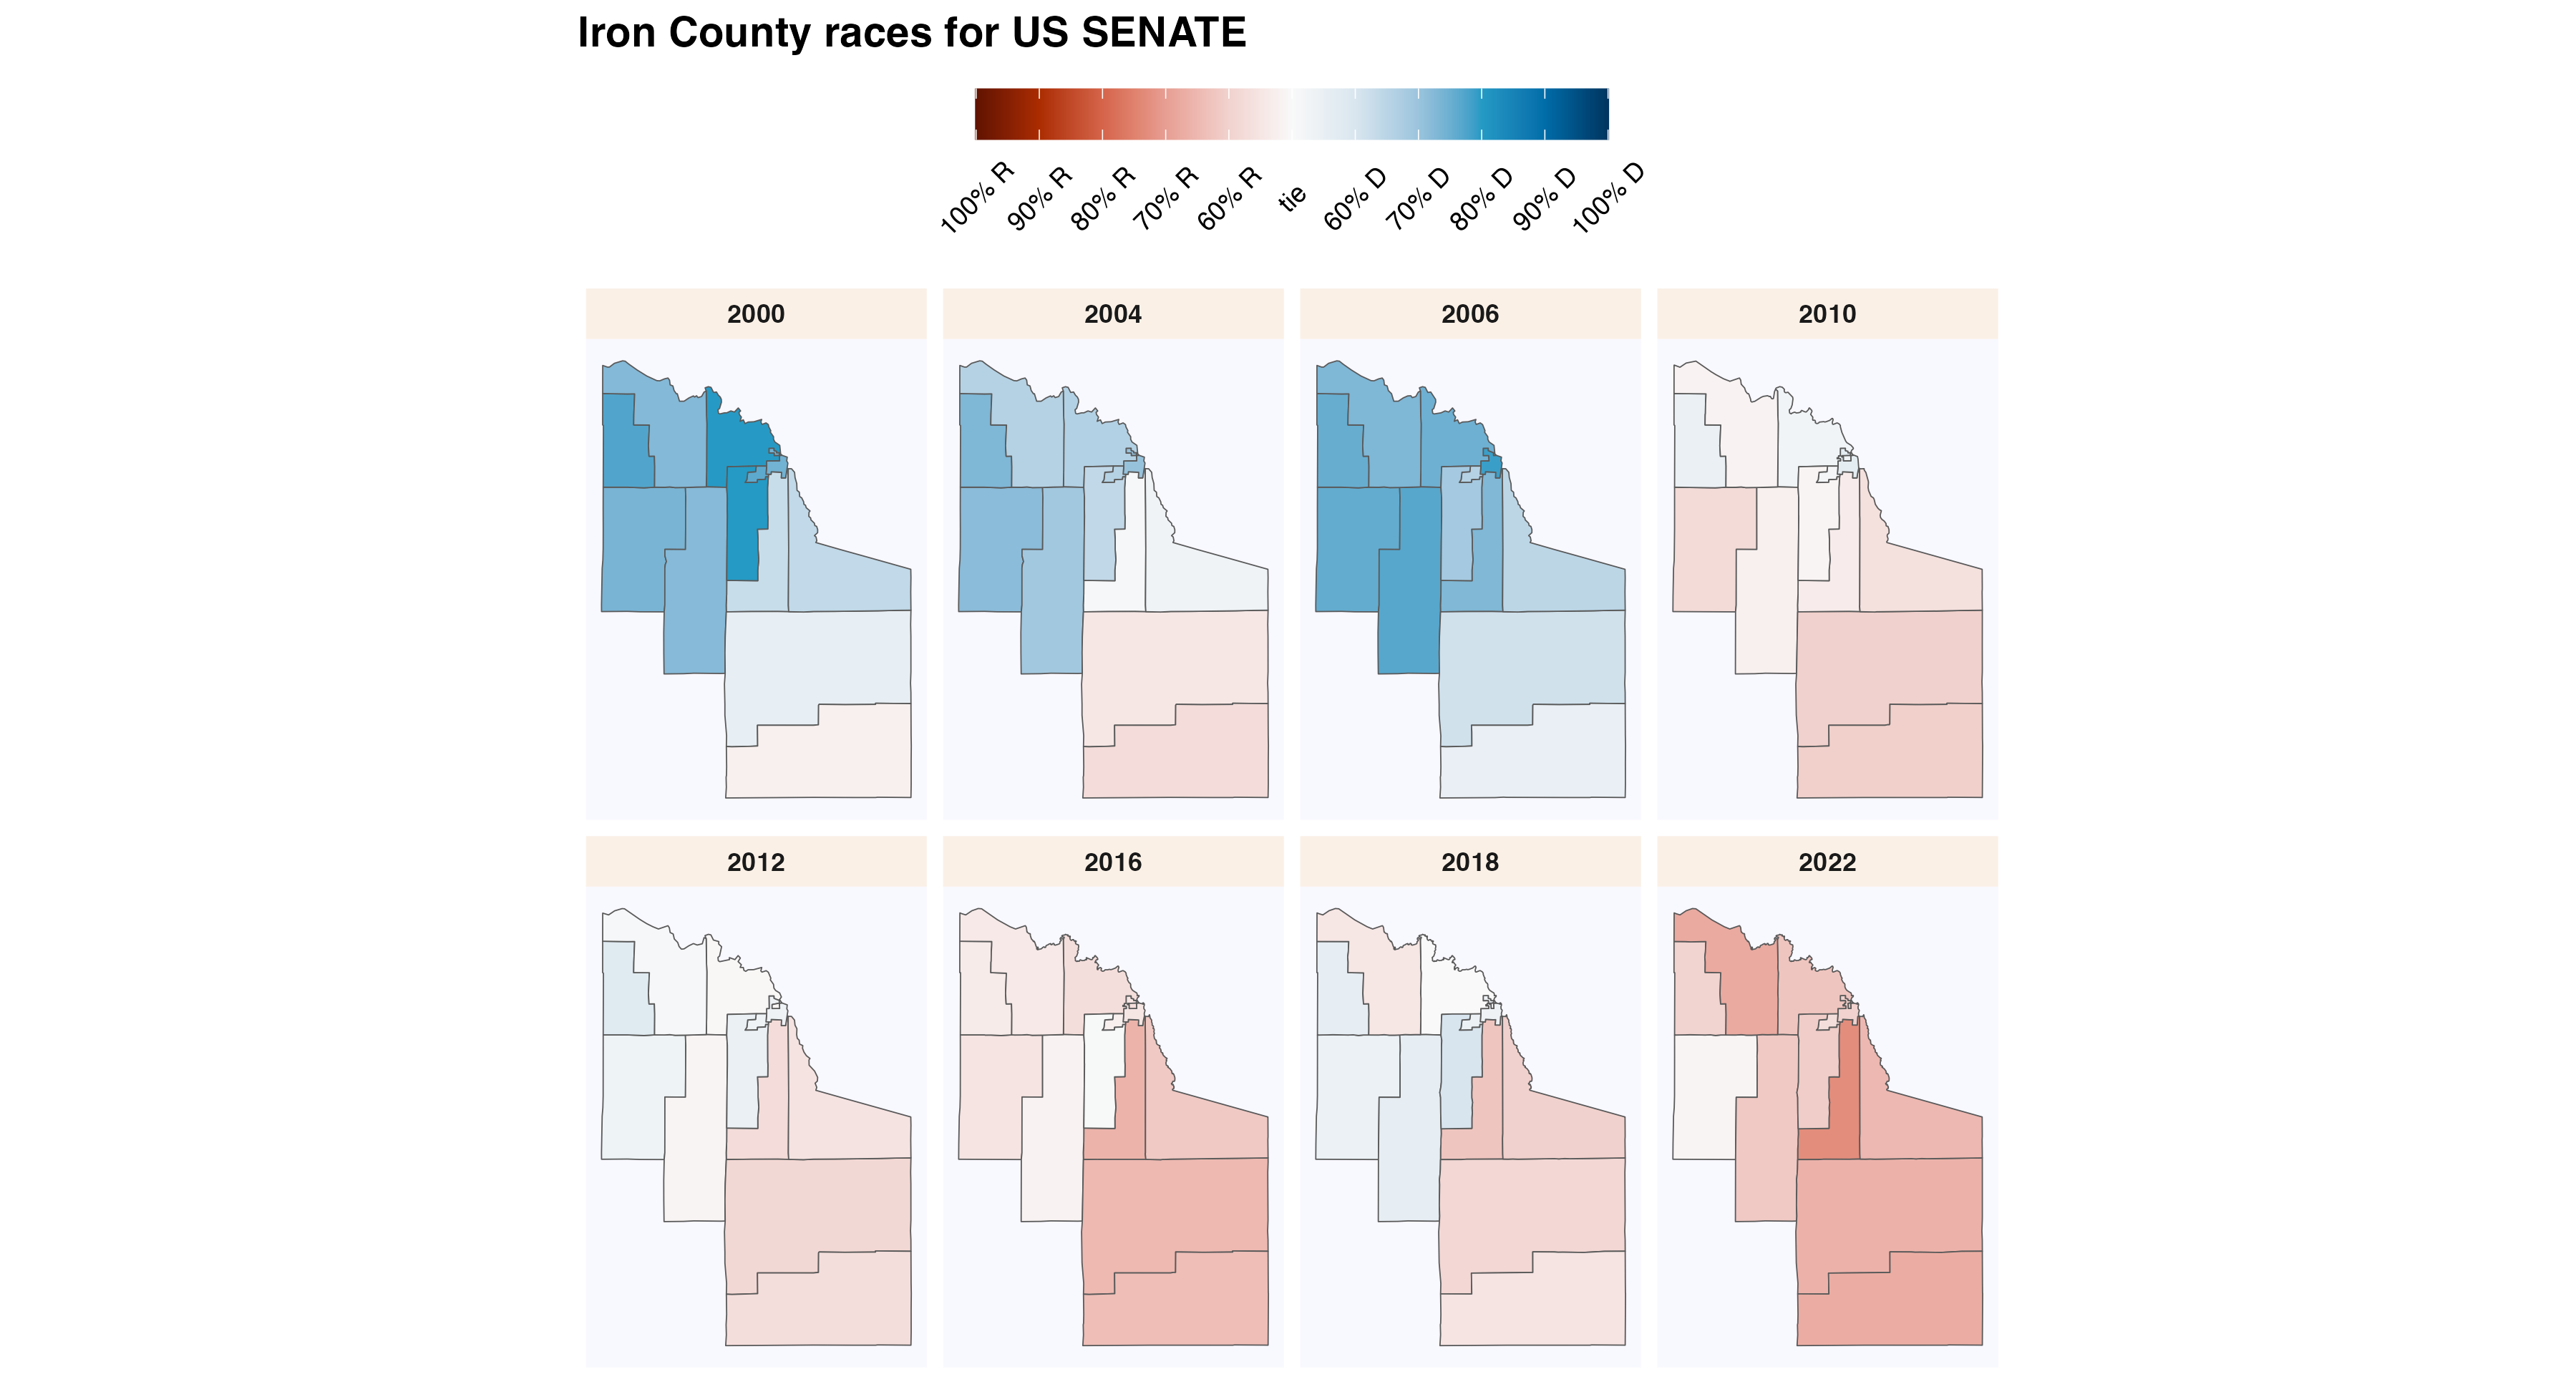 Iron County races for US SENATE
100% R 90% R 80% R 70% R 60% R tie 60% D 70% D 80% D 90% D 100% D
2000 2004 2006 2010
2012 2016 2018 2022